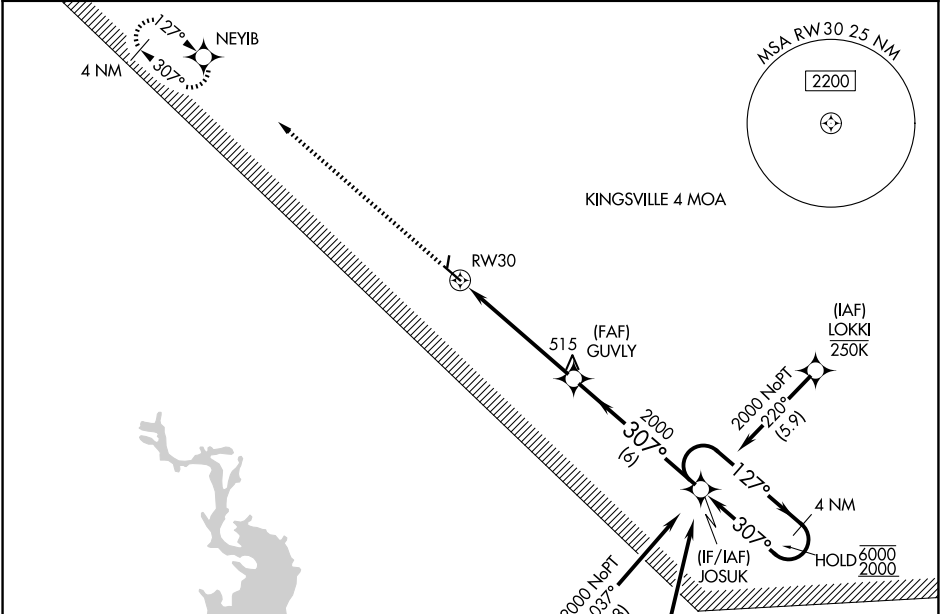 127°
NEYIB
4 NM
307°
MSA RW30 25 NM
2200
KINGSVILLE 4 MOA
RW30
(IAF)
LOKKI
250K
515
(FAF)
GUVLY
2000 NoPT
220°
(5.9)
2000
307°
(6)
127°
4 NM
307°
HOLD 6000
2000
(IF/IAF)
JOSUK
2000 NoPT
037°